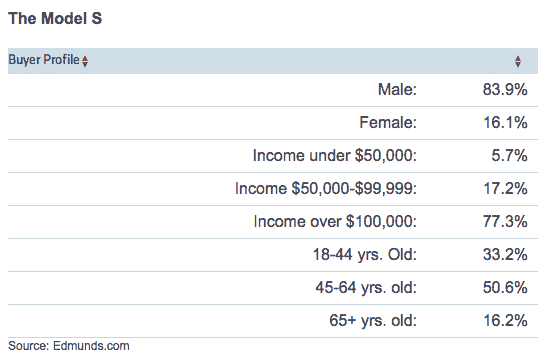 The Model S
Buyer Profile
Male: 83.9%
Female: 16.1%
Income under $50,000: 5.7%
Income $50,000-$99,999: 17.2%
Income over $100,000: 77.3%
18-44 yrs. Old: 33.2%
45-64 yrs. old: 50.6%
65+ yrs. old: 16.2%
Source: Edmunds.com